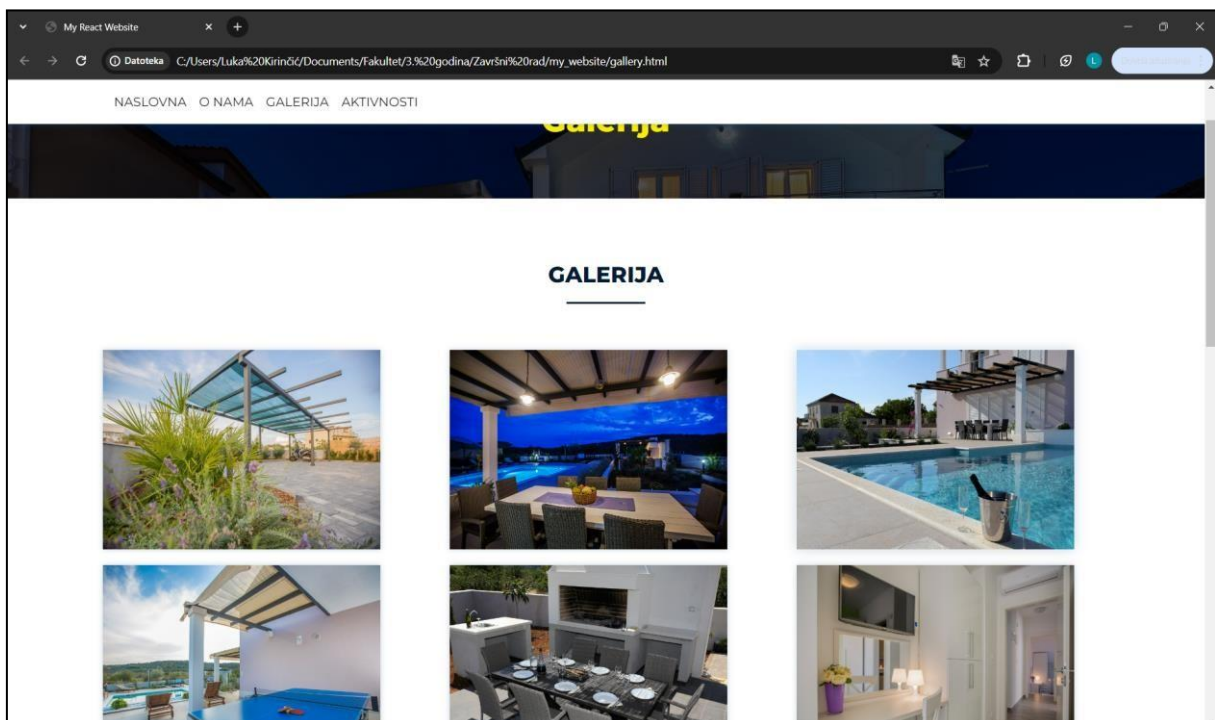 My React Website
Datoteka C:/Users/Luka%20Kirinčić/Documents/Fakultet/3.%20godina/Završni%20rad/my_website/gallery.html
L
NASLOVNA O NAMA GALERIJA AKTIVNOSTI
Galerija
GALERIJA